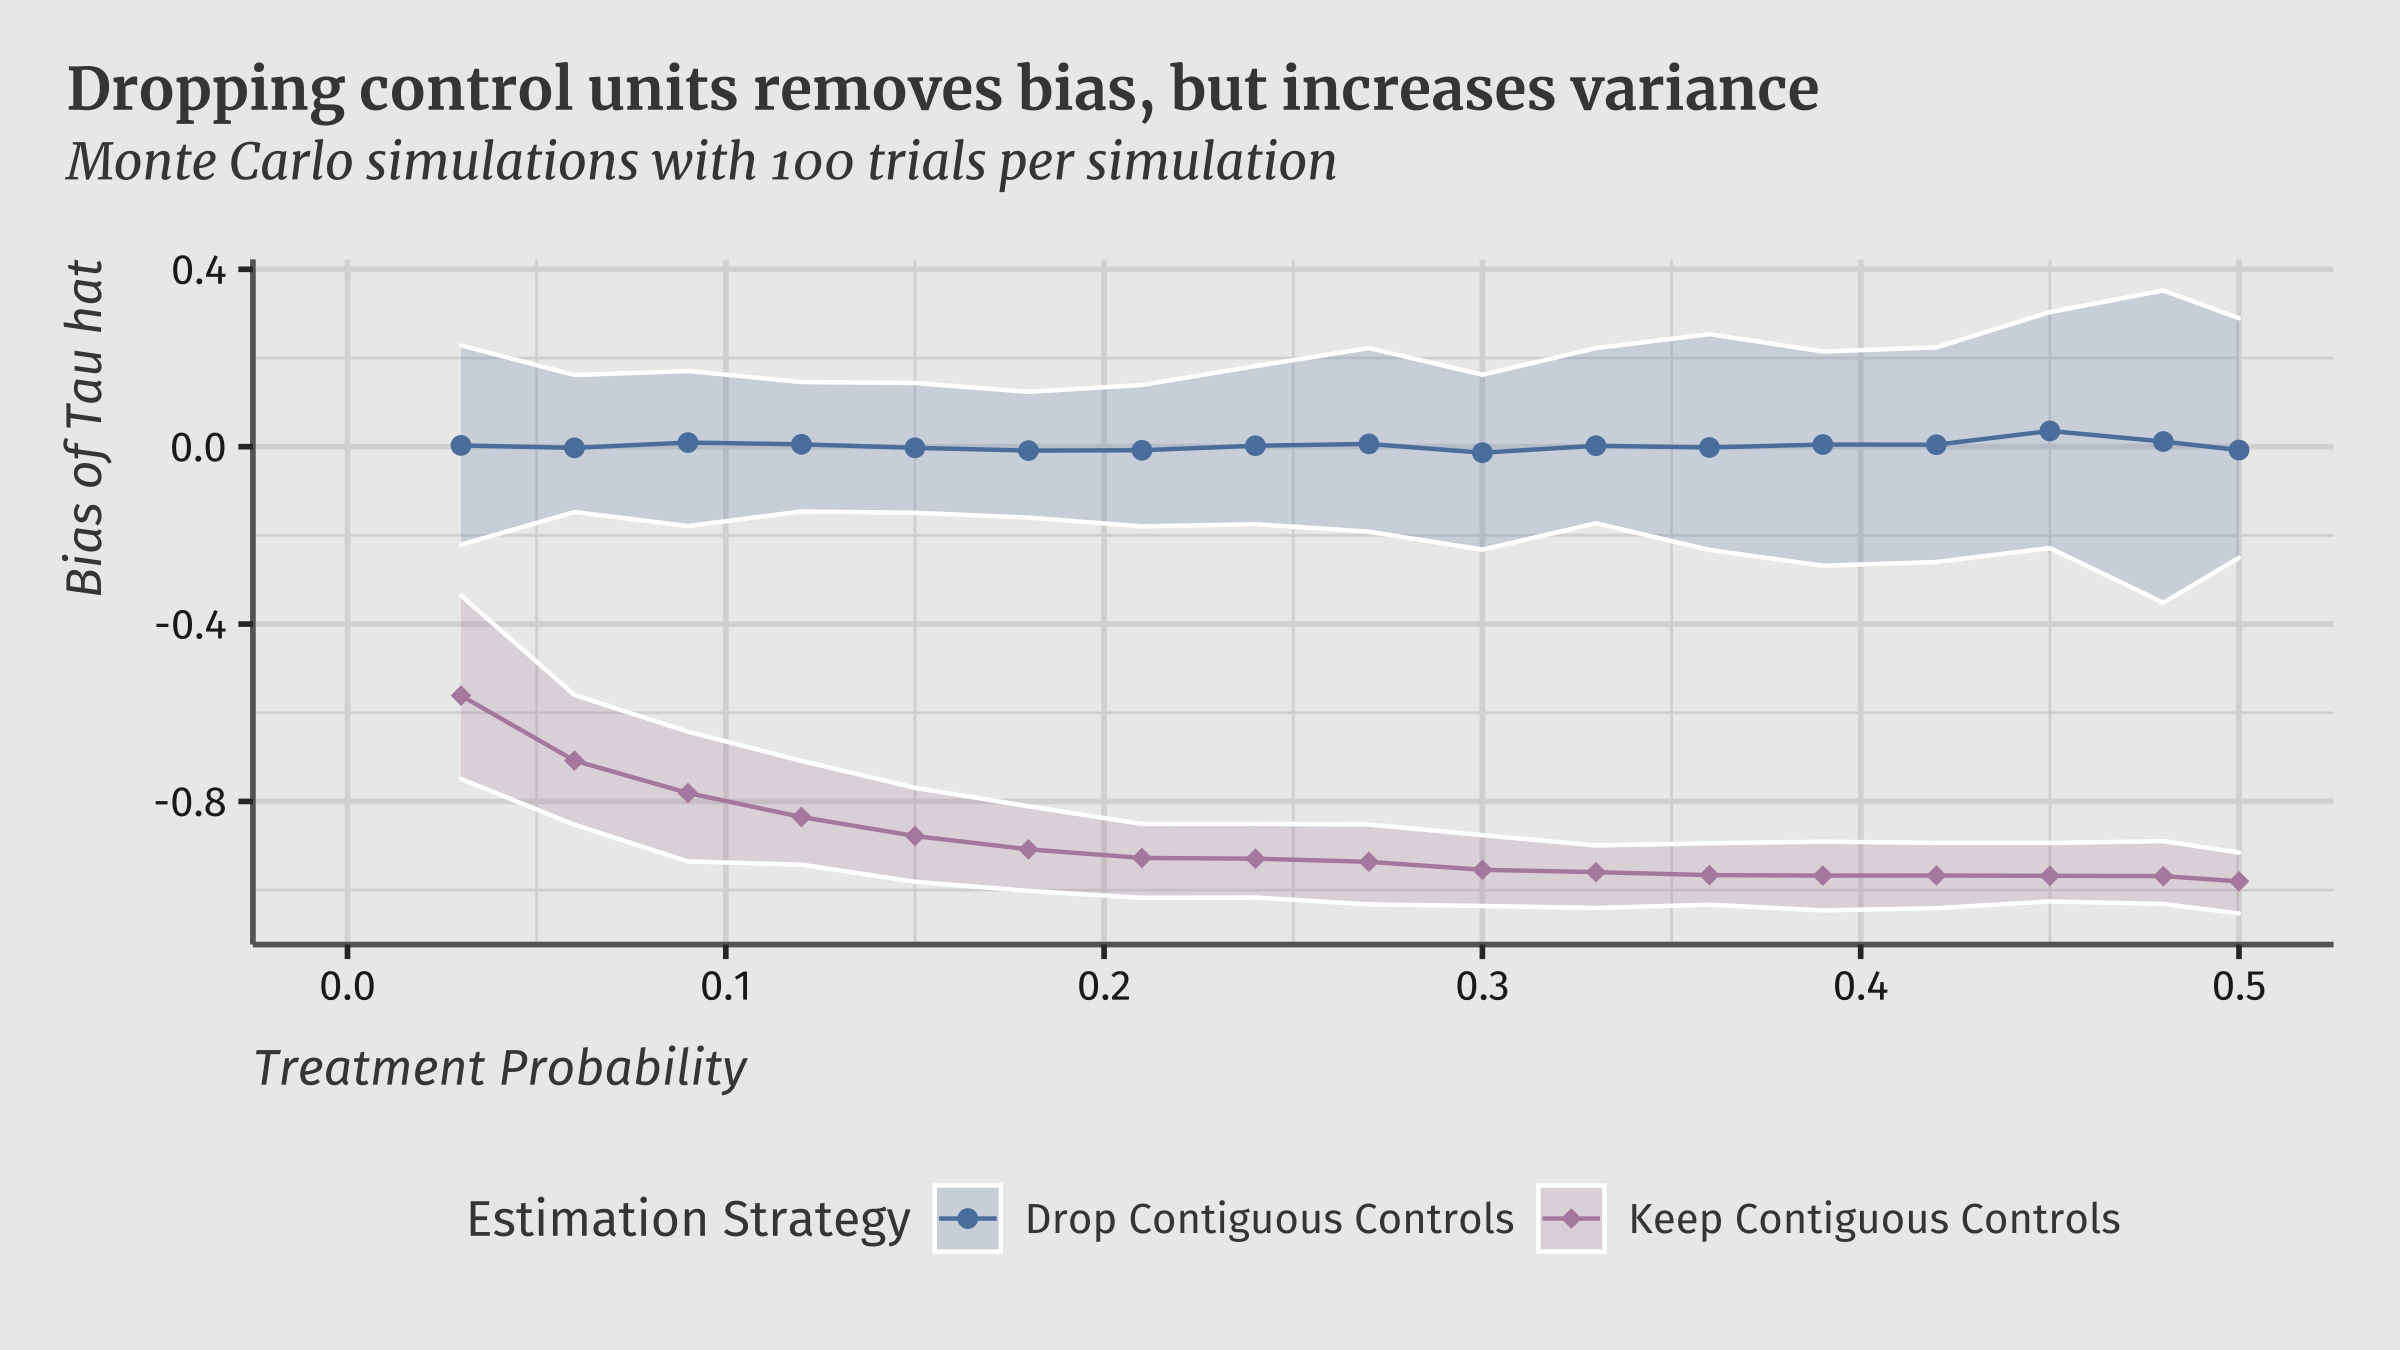 Dropping control units removes bias, but increases variance
Monte Carlo simulations with 100 trials per simulation
Bias of Tau hat
0.4
0.0
-0.4
-0.8
0.0 0.1 0.2 0.3 0.4 0.5
Treatment Probability
Estimation Strategy Drop Contiguous Controls Keep Contiguous Controls